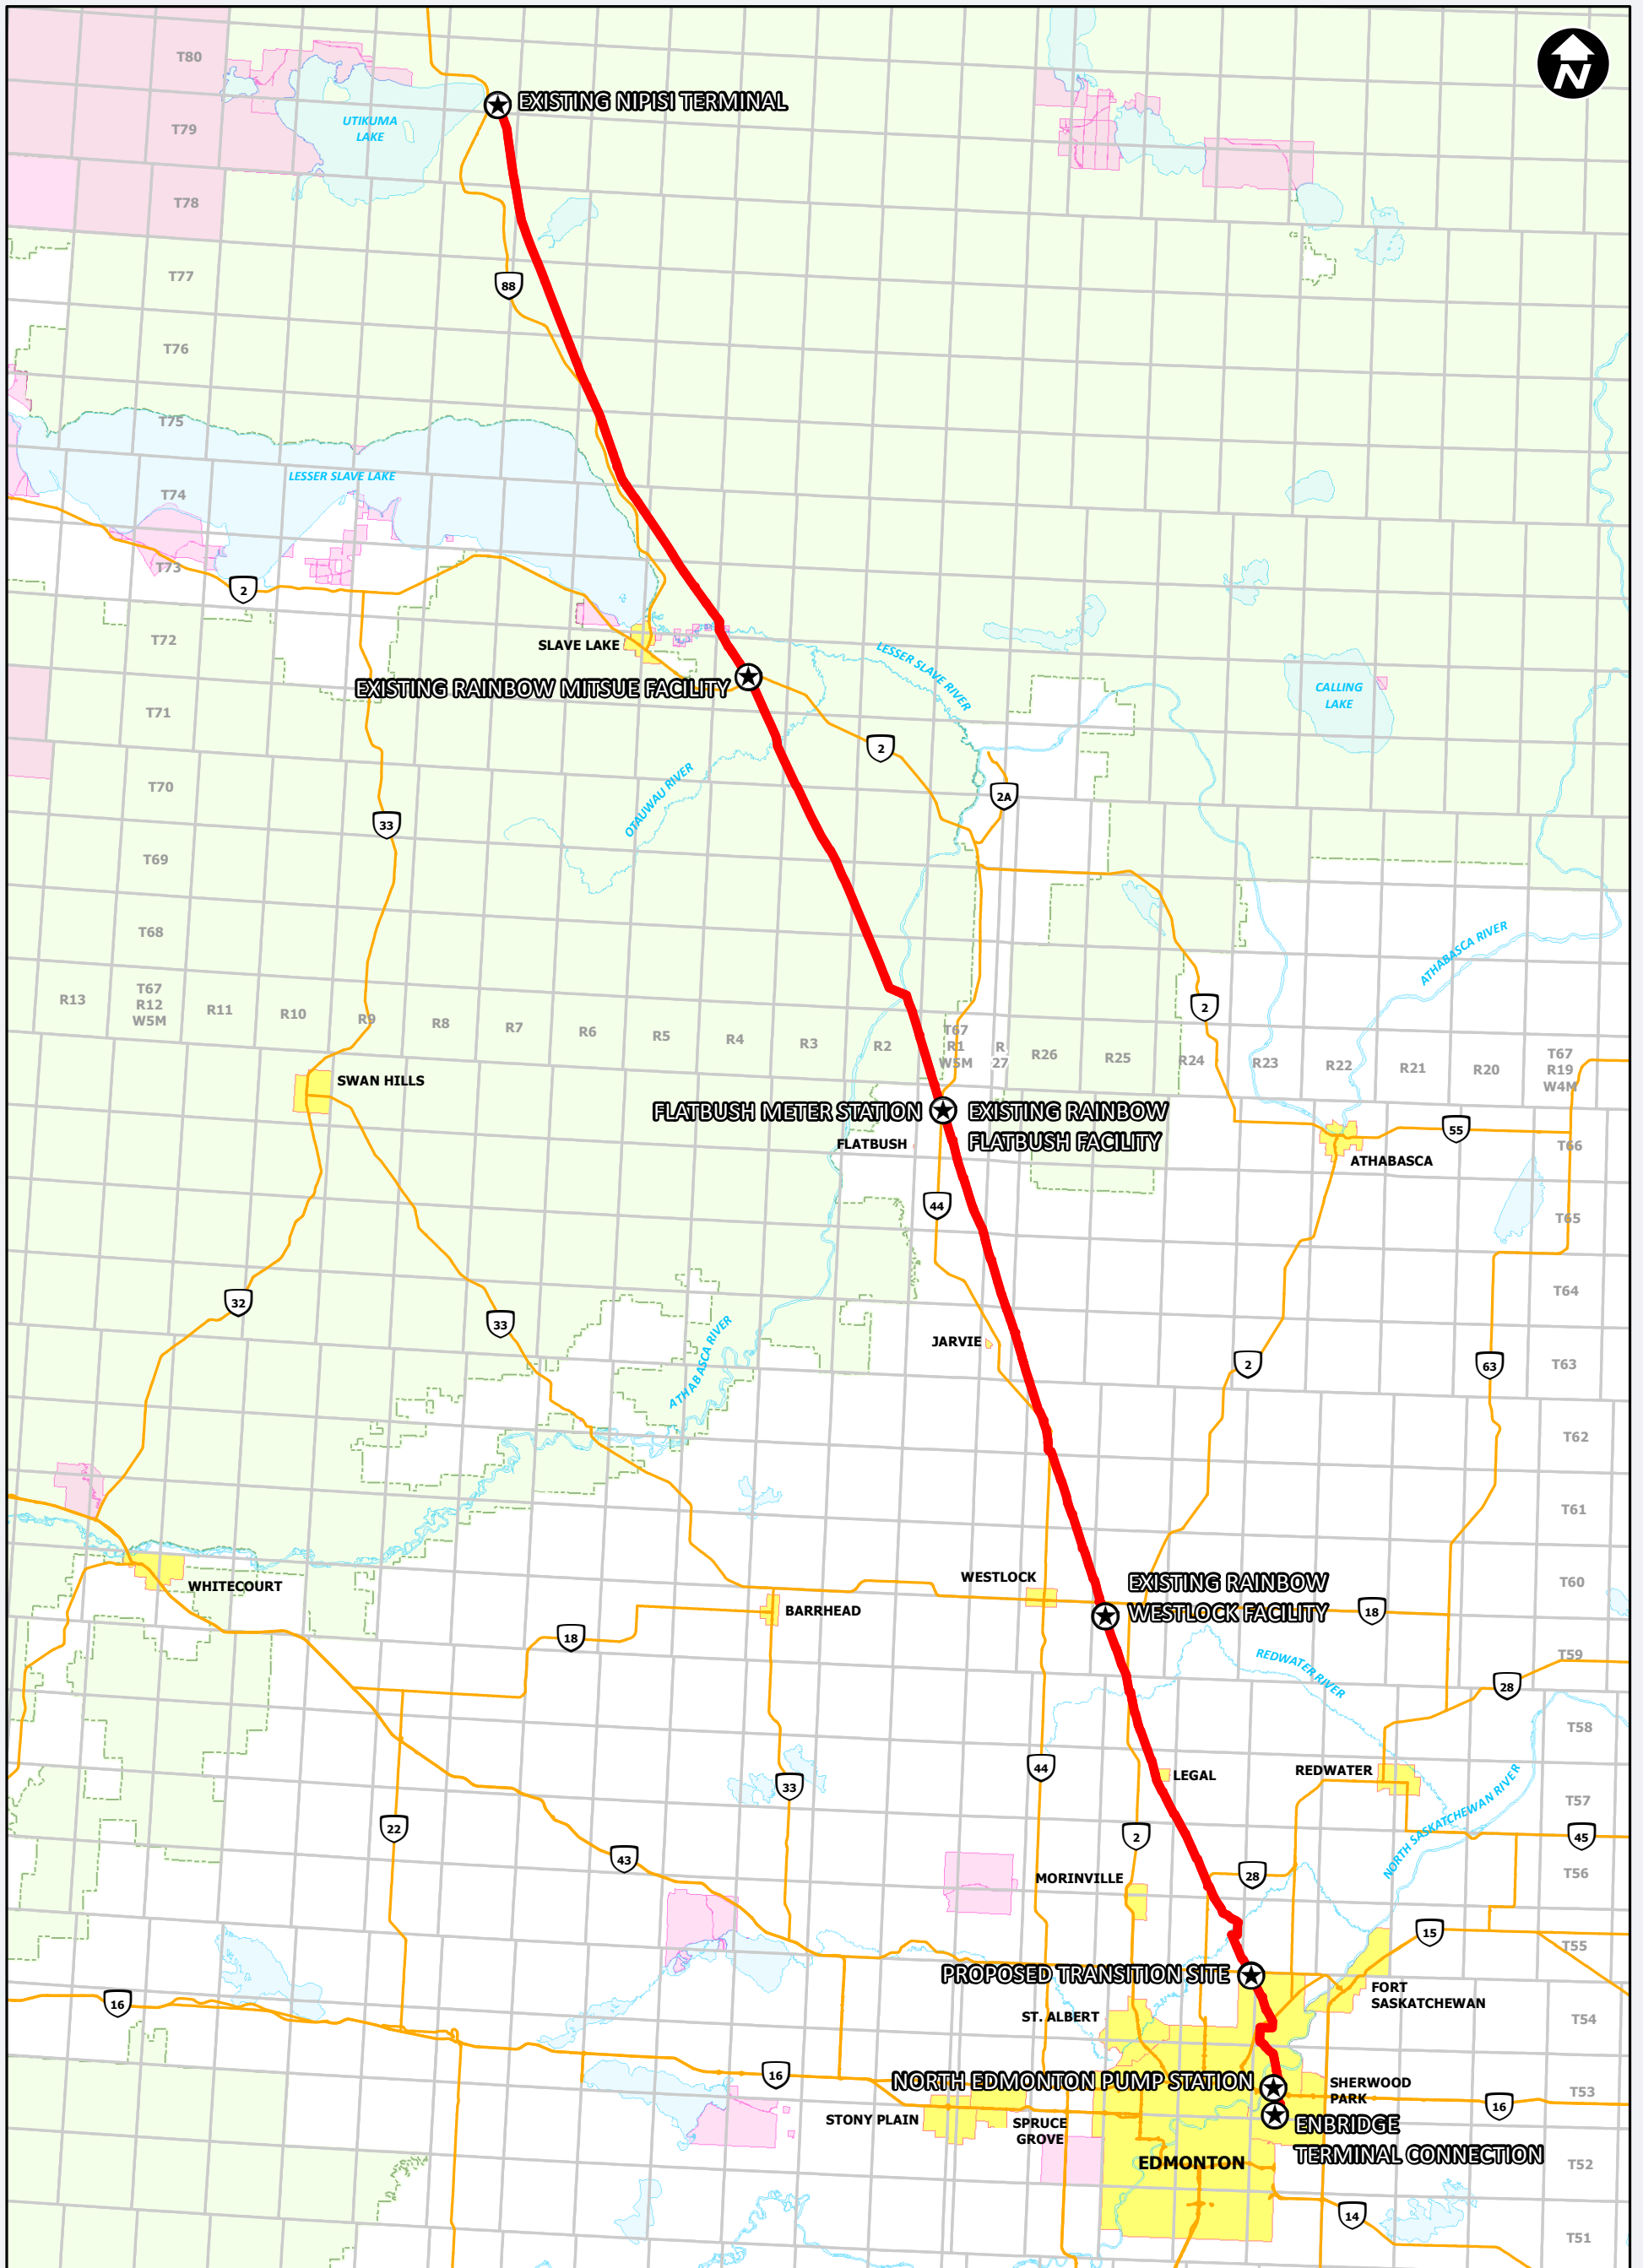 N
T80
EXISTING NIPISI TERMINAL
UTIKUMA
LAKE
T79
T78
T77
88
T76
T75
LESSER SLAVE LAKE
T74
T73
2
T72
SLAVE LAKE
LESSER SLAVE RIVER
EXISTING RAINBOW MITSUE FACILITY
CALLING
LAKE
T71
2
OTAUWAU RIVER
T70
2A
33
T69
T68
ATHABASCA RIVER
R13
T67
R12
W5M
R11
R10
R9
R8
R7
R6
R5
R4
R3
R2
T67
R1
W5M
R
27
R26
R25
R24
2
R23
R22
R21
R20
T67
R19
W4M
SWAN HILLS
FLATBUSH METER STATION
EXISTING RAINBOW
FLATBUSH FACILITY
FLATBUSH
55
T66
ATHABASCA
44
T65
32
33
T64
ATHABASCA RIVER
JARVIE
2
63
T63
T62
T61
WHITECOURT
WESTLOCK
EXISTING RAINBOW
WESTLOCK FACILITY
T60
BARRHEAD
18
18
REDWATER RIVER
T59
28
T58
44
LEGAL
REDWATER
33
NORTH SASKATCHEWAN RIVER
T57
22
2
45
43
MORINVILLE
28
T56
15
T55
PROPOSED TRANSITION SITE
16
FORT
SASKATCHEWAN
ST. ALBERT
T54
16
NORTH EDMONTON PUMP STATION
SHERWOOD
PARK
T53
16
STONY PLAIN
SPRUCE
GROVE
ENBRIDGE
TERMINAL CONNECTION
EDMONTON
T52
14
T51